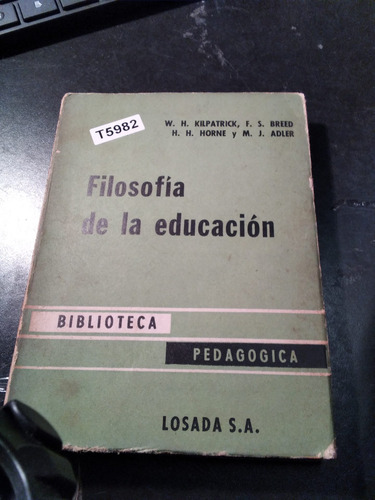 T5982
W. H. KILPATRICK, F. S. BREED
H. H. HORNE y M. J. ADLER
Filosofía
de la educación
BIBLIOTECA
PEDAGOGICA
LOSADA S.A.